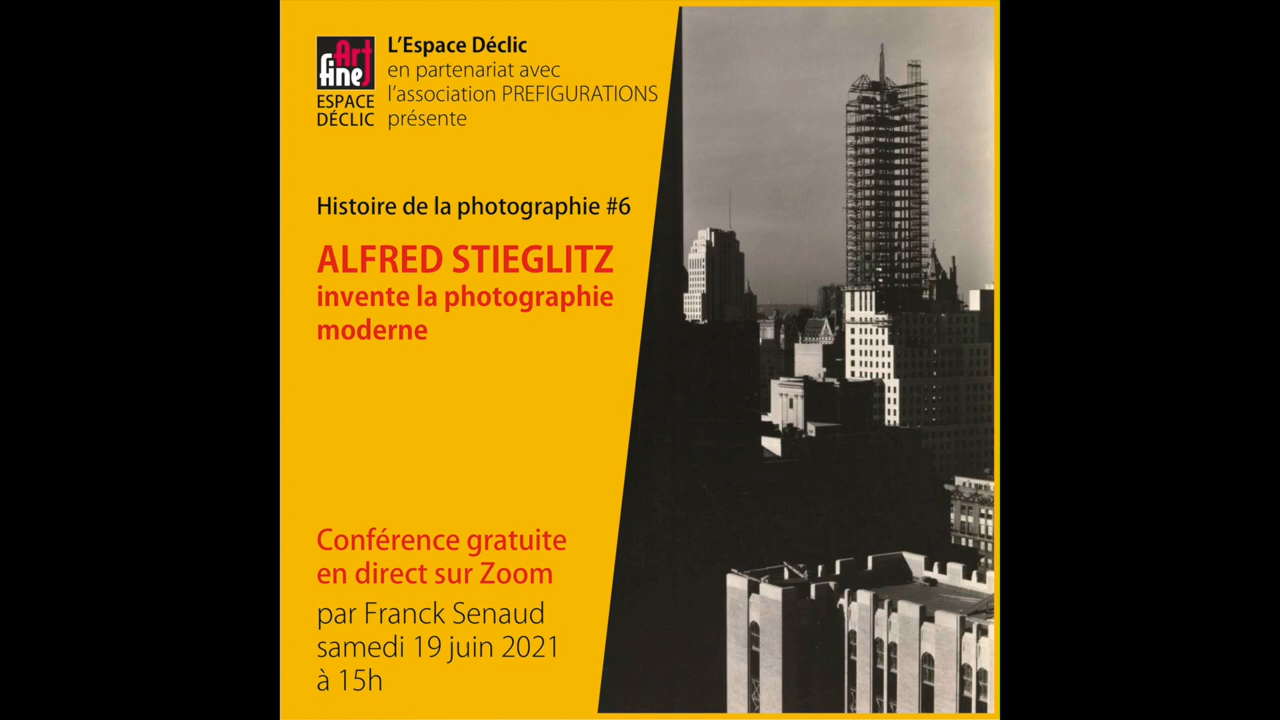 Art
fine
ESPACE
DÉCLIC
L’Espace Déclic
en partenariat avec
l’association PREFIGURATIONS
présente
Histoire de la photographie #6
ALFRED STIEGLITZ
invente la photographie
moderne
Conférence gratuite
en direct sur Zoom
par Franck Senaud
samedi 19 juin 2021
à 15h